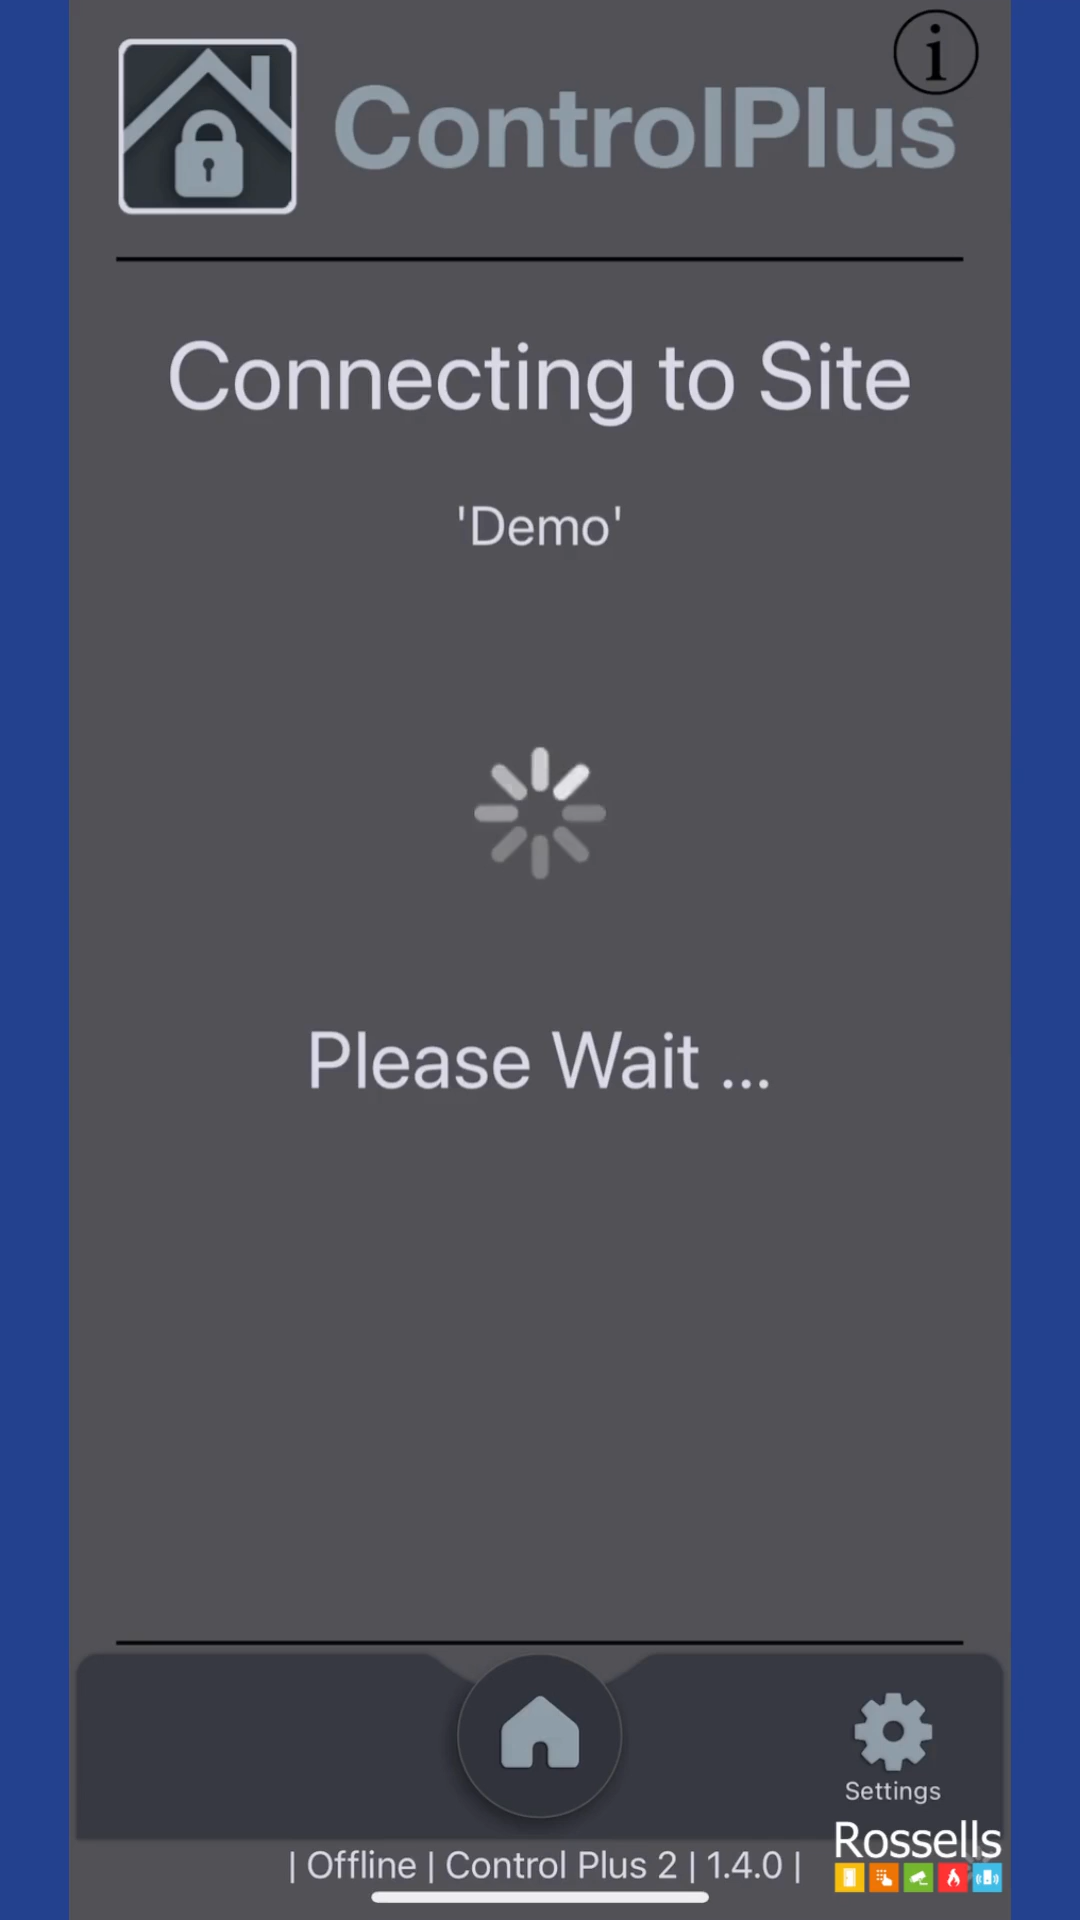 ControlPlus
i
Connecting to Site
'Demo'
Please Wait ...
Settings
Rossells
| Offline | Control Plus 2 | 1.4.0 |